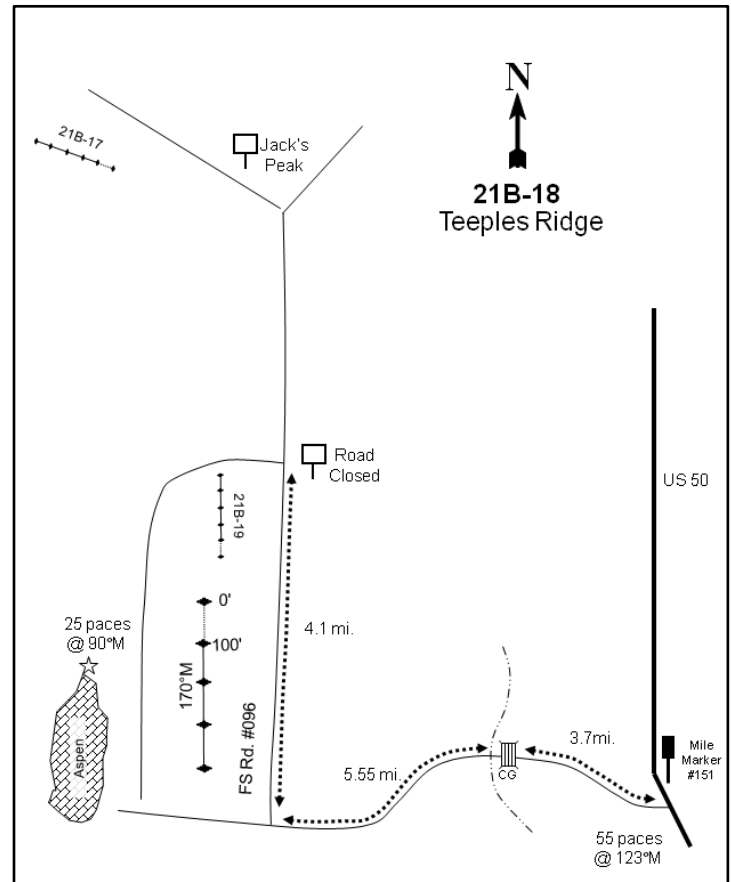 N
21B-18
Teeples Ridge
21B-17
Jack's
Peak
Road
Closed
US 50
21B-19
0'
100'
170°M
FS Rd. #096
4.1 mi.
25 paces
@ 90°M
Aspen
5.55 mi.
CG
3.7mi.
Mile
Marker
#151
55 paces
@ 123°M